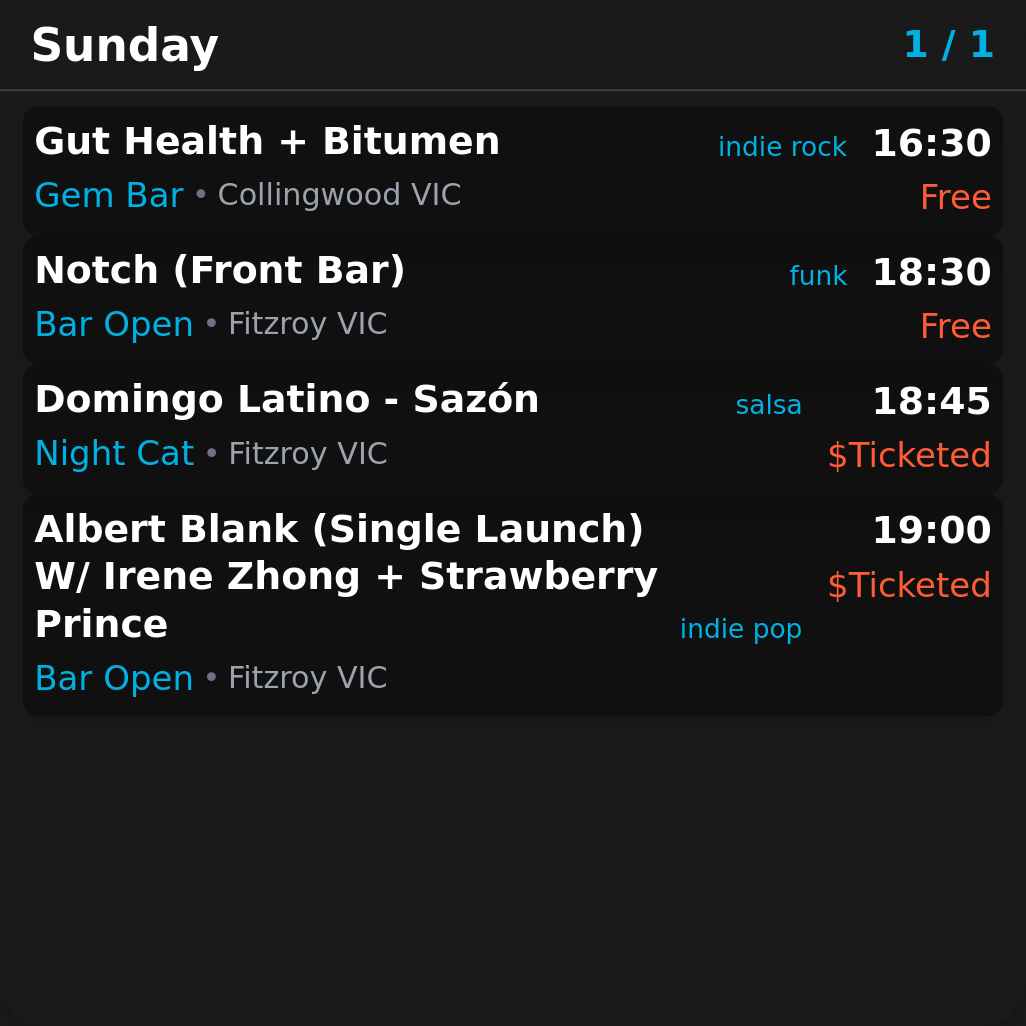 Sunday 1 / 1
Gut Health + Bitumen indie rock 16:30
Gem Bar • Collingwood VIC Free
Notch (Front Bar) funk 18:30
Bar Open • Fitzroy VIC Free
Domingo Latino - Sazón salsa 18:45
Night Cat • Fitzroy VIC $Ticketed
Albert Blank (Single Launch) 19:00
W/ Irene Zhong + Strawberry $Ticketed
Prince indie pop
Bar Open • Fitzroy VIC